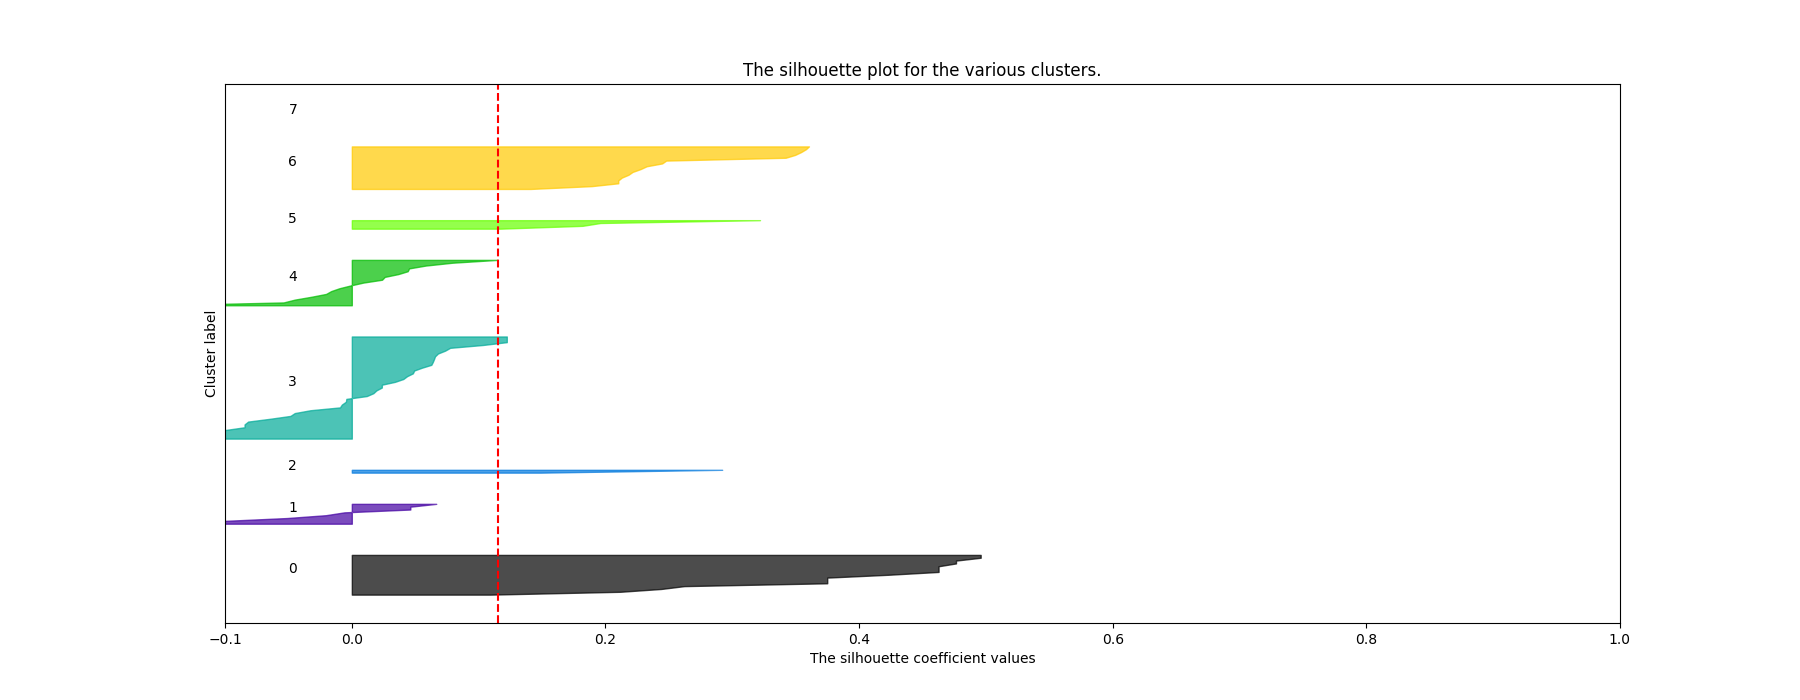 The silhouette plot for the various clusters.
7
6
5
4
3
2
1
0
Cluster label
−0.1 0.0 0.2 0.4 0.6 0.8 1.0
The silhouette coefficient values